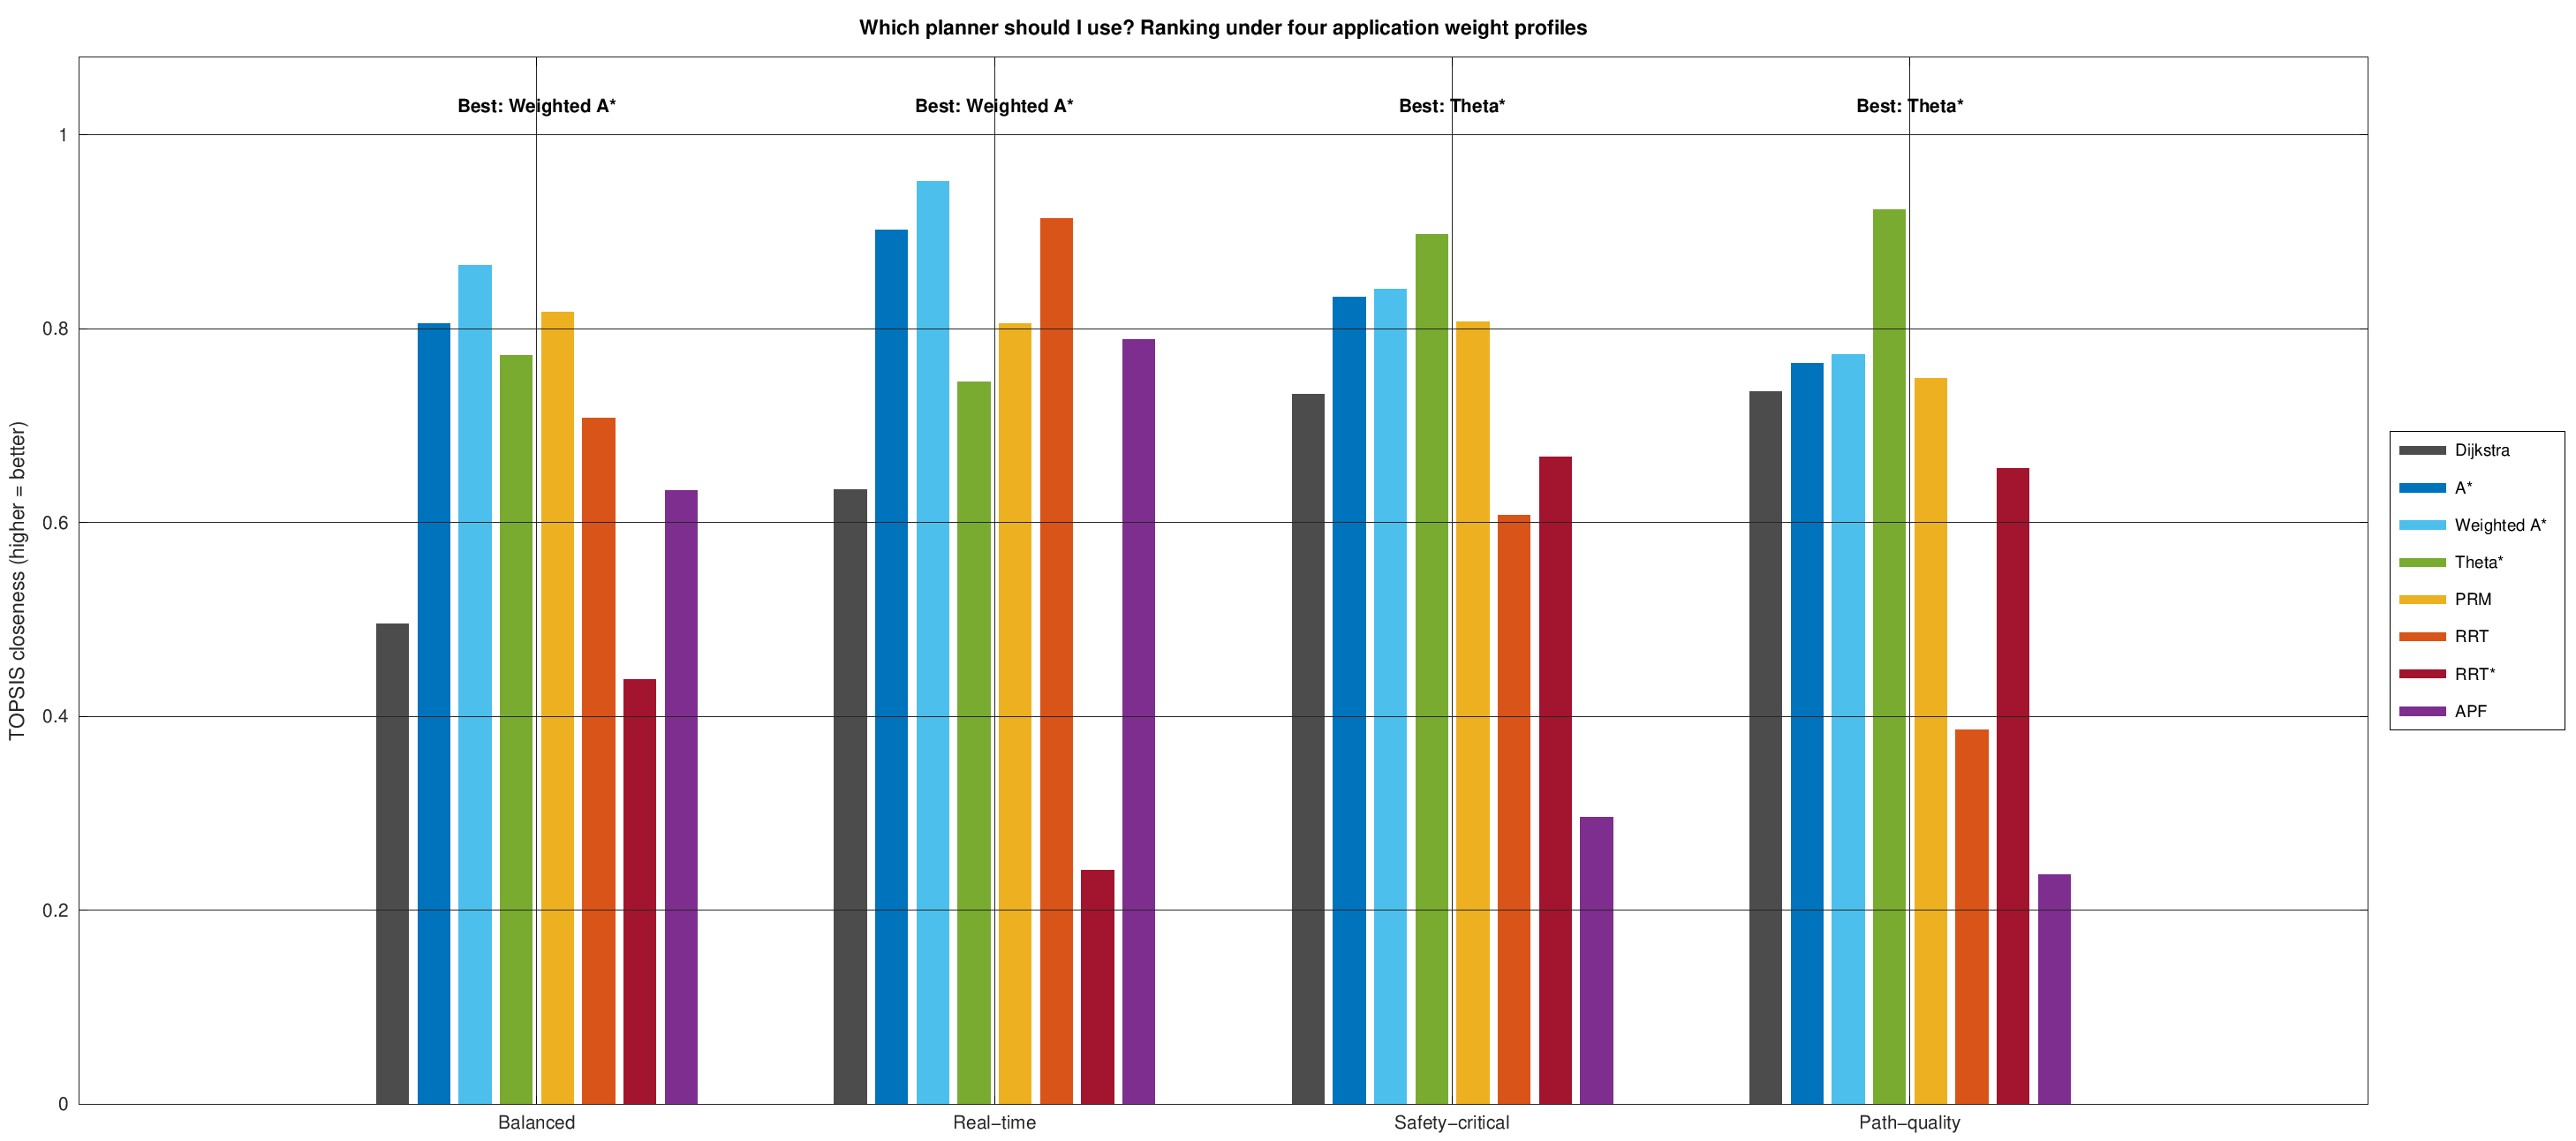 Which planner should I use? Ranking under four application weight profiles
Best: Weighted A*
Best: Weighted A*
Best: Theta*
Best: Theta*
TOPSIS closeness (higher = better)
1
0.8
0.6
0.4
0.2
0
Balanced
Real−time
Safety−critical
Path−quality
Dijkstra
A*
Weighted A*
Theta*
PRM
RRT
RRT*
APF